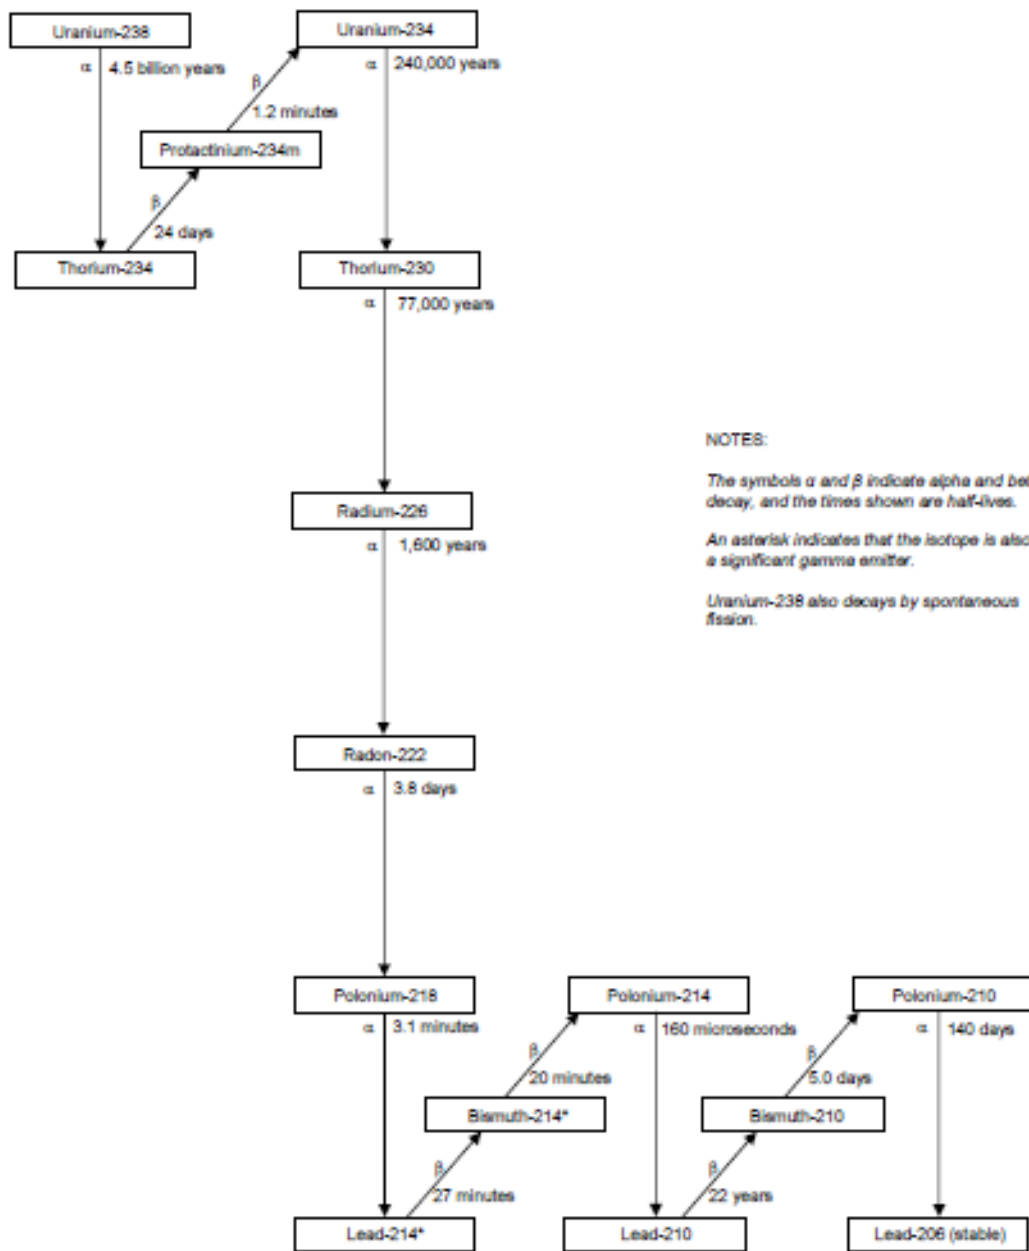 Uranium-238
Uranium-234
α 4.5 billion years
α 240,000 years
β
1.2 minutes
Protactinium-234m
β
24 days
Thorium-234
Thorium-230
α 77,000 years
NOTES:
The symbols α and β indicate alpha and bet
decay, and the times shown are half-lives.
An asterisk indicates that the isotope is also
a significant gamma emitter.
Uranium-238 also decays by spontaneous
fission.
Radium-226
α 1,600 years
Radon-222
α 3.8 days
Polonium-218
Polonium-214
Polonium-210
α 3.1 minutes
α 160 microseconds
α 140 days
β
20 minutes
β
5.0 days
Bismuth-214*
Bismuth-210
β
27 minutes
β
22 years
Lead-214*
Lead-210
Lead-206 (stable)